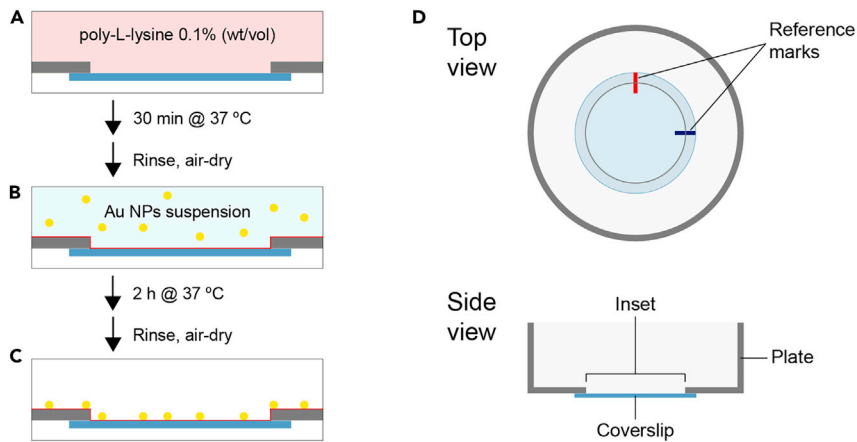 A
poly-L-lysine 0.1% (wt/vol)
30 min @ 37 ºC
Rinse, air-dry
B
Au NPs suspension
2 h @ 37 ºC
Rinse, air-dry
C
D
Top
view
Reference
marks
Side
view
Inset
Plate
Coverslip